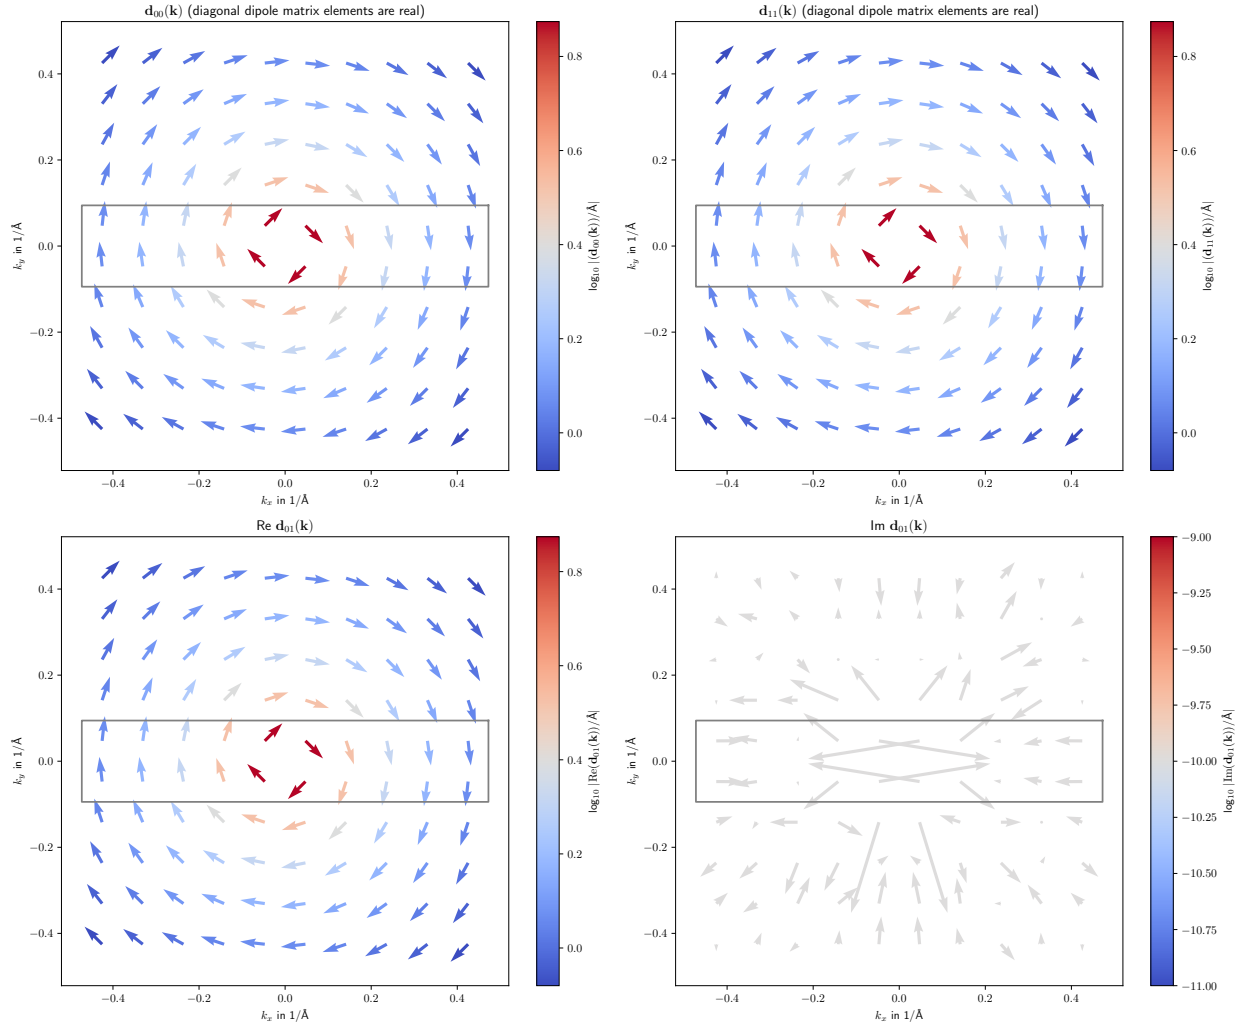 d₀₀(k) (diagonal dipole matrix elements are real)
0.4
0.2
0.0
−0.2
−0.4
k_y in 1/Å
−0.4 −0.2 0.0 0.2 0.4
k_x in 1/Å
0.8
0.6
0.4
0.2
0.0
log₁₀ |(d₀₀(k))/Å|
d₁₁(k) (diagonal dipole matrix elements are real)
0.4
0.2
0.0
−0.2
−0.4
k_y in 1/Å
−0.4 −0.2 0.0 0.2 0.4
k_x in 1/Å
0.8
0.6
0.4
0.2
0.0
log₁₀ |(d₁₁(k))/Å|
Re d₀₁(k)
0.4
0.2
0.0
−0.2
−0.4
k_y in 1/Å
−0.4 −0.2 0.0 0.2 0.4
k_x in 1/Å
0.8
0.6
0.4
0.2
0.0
log₁₀ |Re(d₀₁(k))/Å|
Im d₀₁(k)
0.4
0.2
0.0
−0.2
−0.4
k_y in 1/Å
−0.4 −0.2 0.0 0.2 0.4
k_x in 1/Å
−9.00
−9.25
−9.50
−9.75
−10.00
−10.25
−10.50
−10.75
−11.00
log₁₀ |Im(d₀₁(k))/Å|